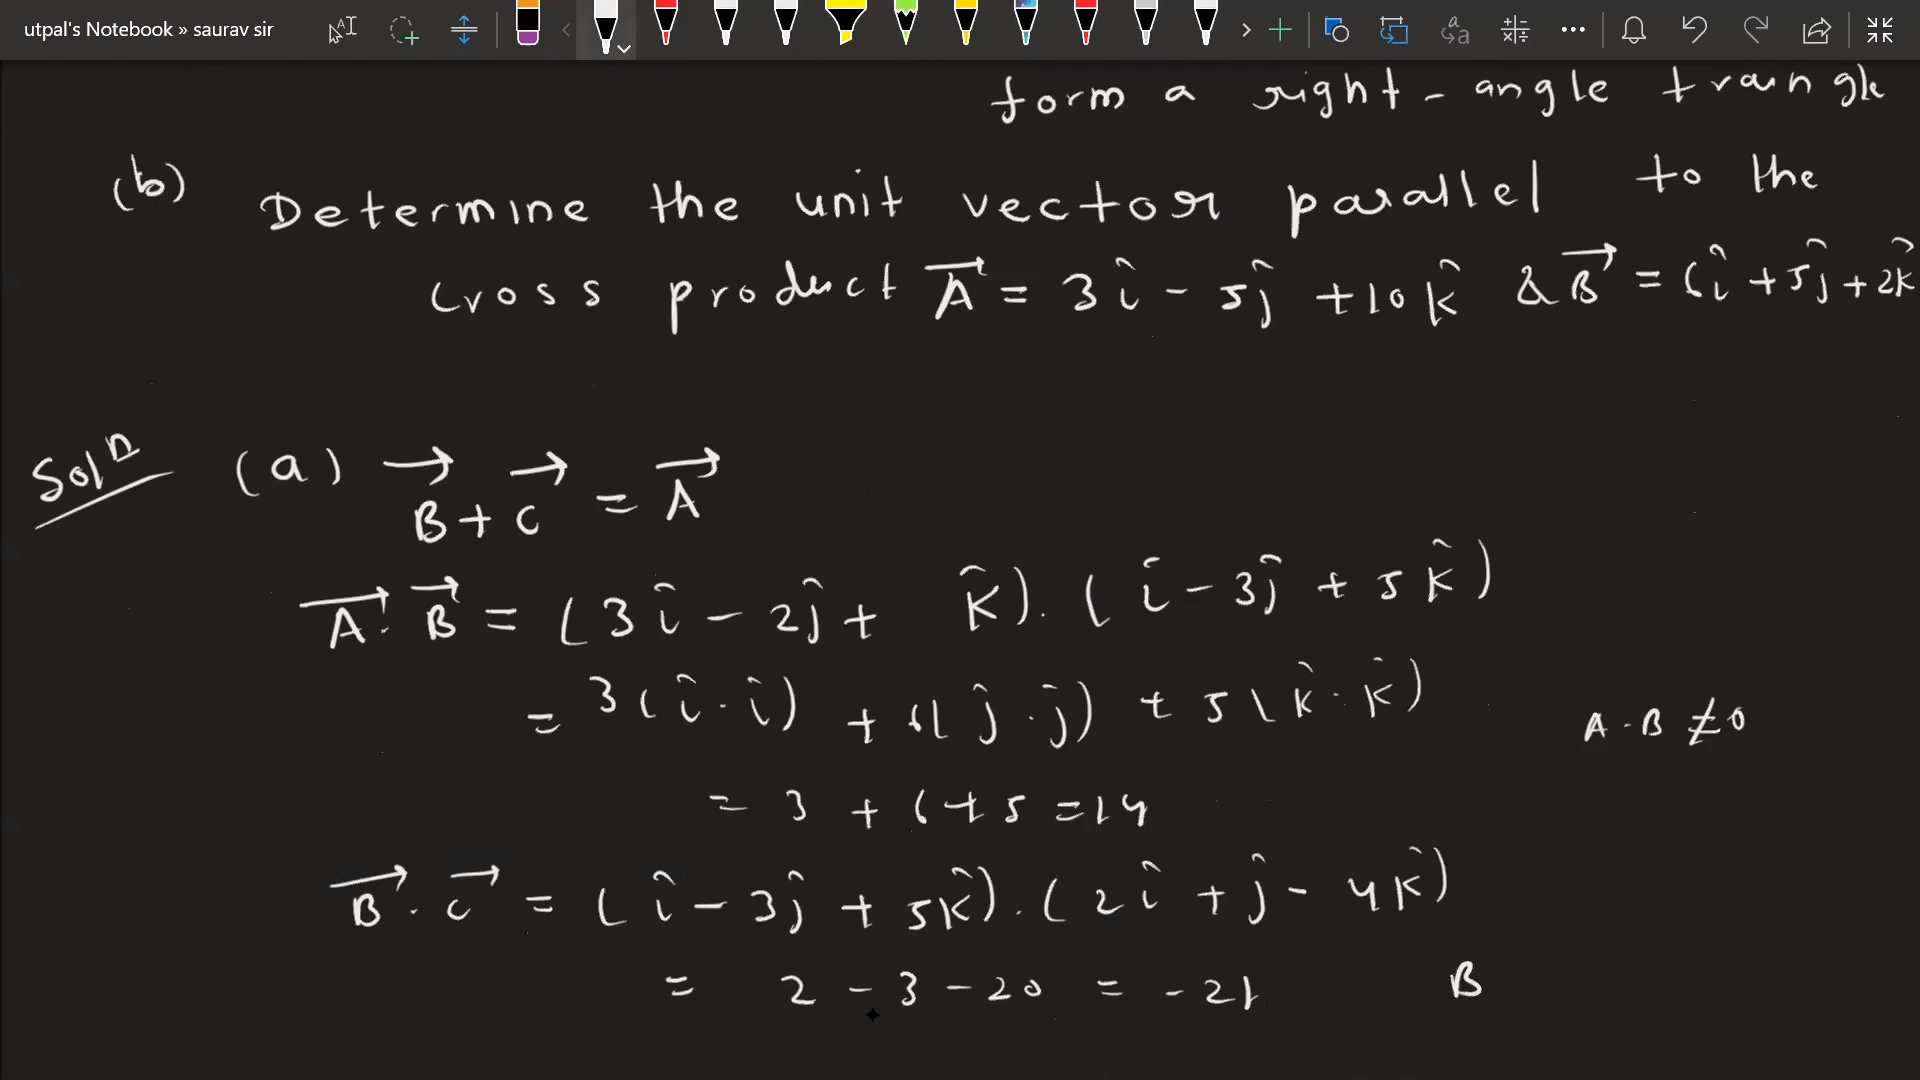 utpal's Notebook » saurav sir
form a right-angle traingle
(b) Determine the unit vector parallel to the
cross product A⃗ = 3î - 5ĵ + 10k̂ & B⃗ = 6î + 5ĵ + 2k̂
Solⁿ (a) B⃗ + C⃗ = A⃗
A⃗ . B⃗ = (3î - 2ĵ + k̂) . (î - 3ĵ + 5k̂)
= 3(î . î) + 6(ĵ . ĵ) + 5(k̂ . k̂)
A . B ≠ 0
= 3 + 6 + 5 = 14
B⃗ . C⃗ = (î - 3ĵ + 5k̂) . (2î + ĵ - 4k̂)
= 2 - 3 - 20 = -21 B